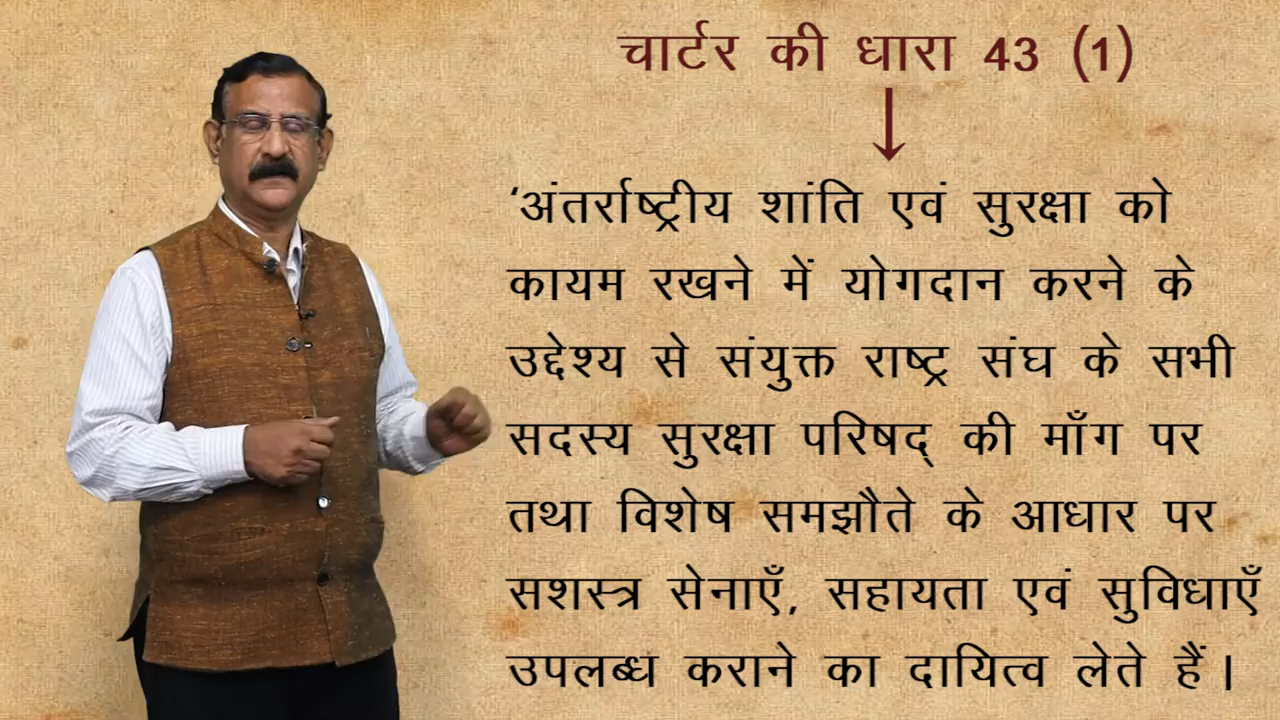 चार्टर की धारा 43 (1)
↓
‘अंतर्राष्ट्रीय शांति एवं सुरक्षा को
कायम रखने में योगदान करने के
उद्देश्य से संयुक्त राष्ट्र संघ के सभी
सदस्य सुरक्षा परिषद् की माँग पर
तथा विशेष समझौते के आधार पर
सशस्त्र सेनाएँ, सहायता एवं सुविधाएँ
उपलब्ध कराने का दायित्व लेते हैं।